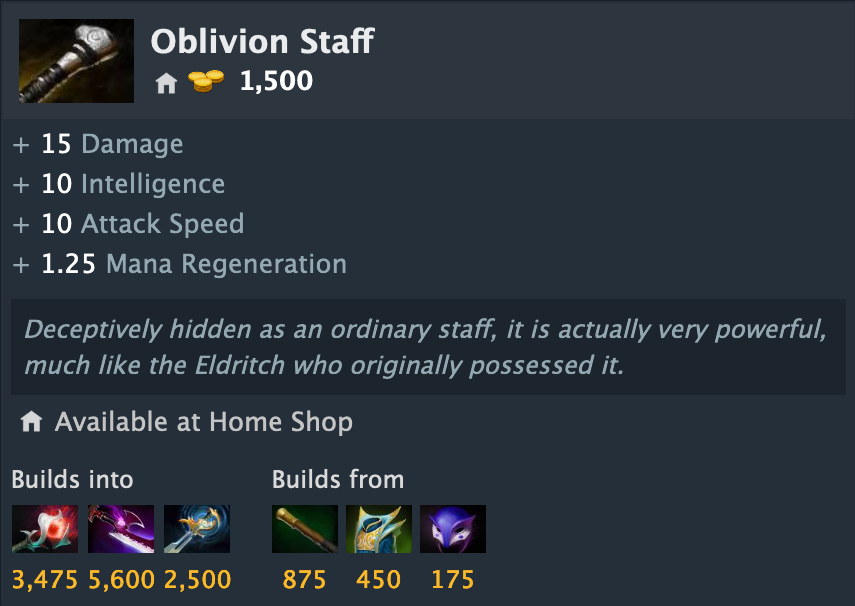 Oblivion Staff
1,500
+ 15 Damage
+ 10 Intelligence
+ 10 Attack Speed
+ 1.25 Mana Regeneration
Deceptively hidden as an ordinary staff, it is actually very powerful,
much like the Eldritch who originally possessed it.
Available at Home Shop
Builds into Builds from
3,475 5,600 2,500 875 450 175